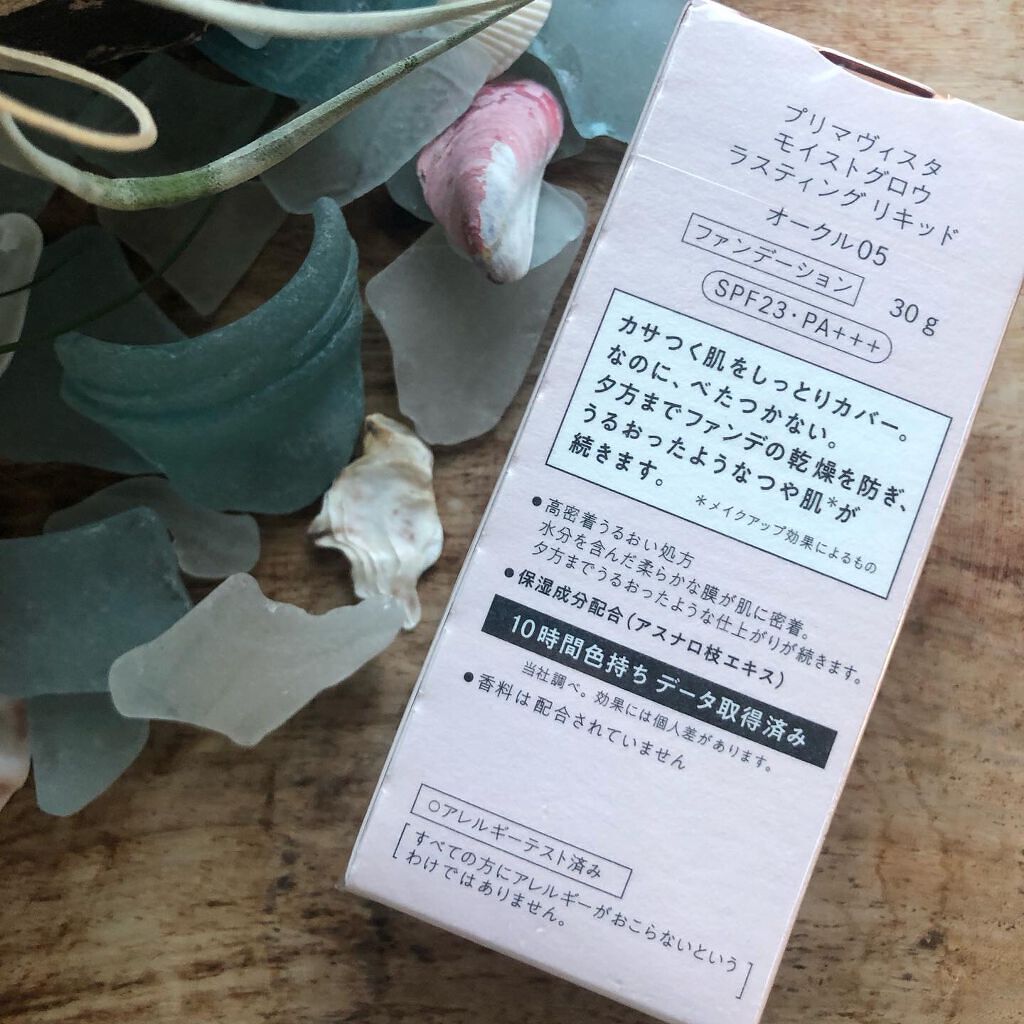 プリマヴィスタ
モイストグロウ
ラスティングリキッド
オークル05
ファンデーション
30g
SPF23・PA+++
カサつく肌をしっとりカバー。
なのに、べたつかない。
夕方までファンデの乾燥を防ぎ、
うるおったようなつや肌*が
続きます。
*メイクアップ効果によるもの
●高密着うるおい処方
水分を含んだ柔らかな膜が肌に密着。
夕方までうるおったような仕上がりが続きます。
●保湿成分配合(アスナロ枝エキス)
10時間色持ち データ取得済み
当社調べ。効果には個人差があります。
●香料は配合されていません
○アレルギーテスト済み
[すべての方にアレルギーがおこらないという
わけではありません。]